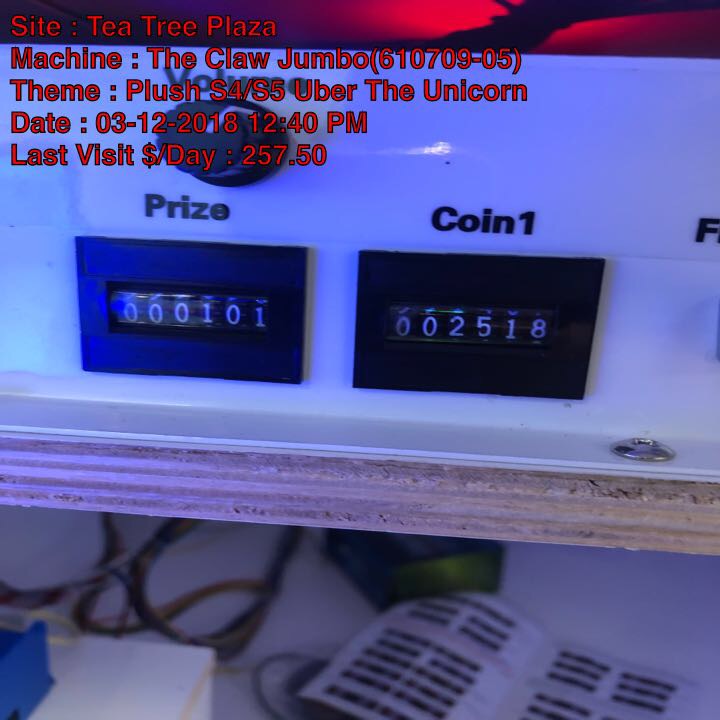 Site : Tea Tree Plaza
Machine : The Claw Jumbo(610709-05)
Theme : Plush S4/S5 Uber The Unicorn
Volume
Date : 03-12-2018 12:40 PM
Last Visit $/Day : 257.50
Prize
Coin1
000101
002518